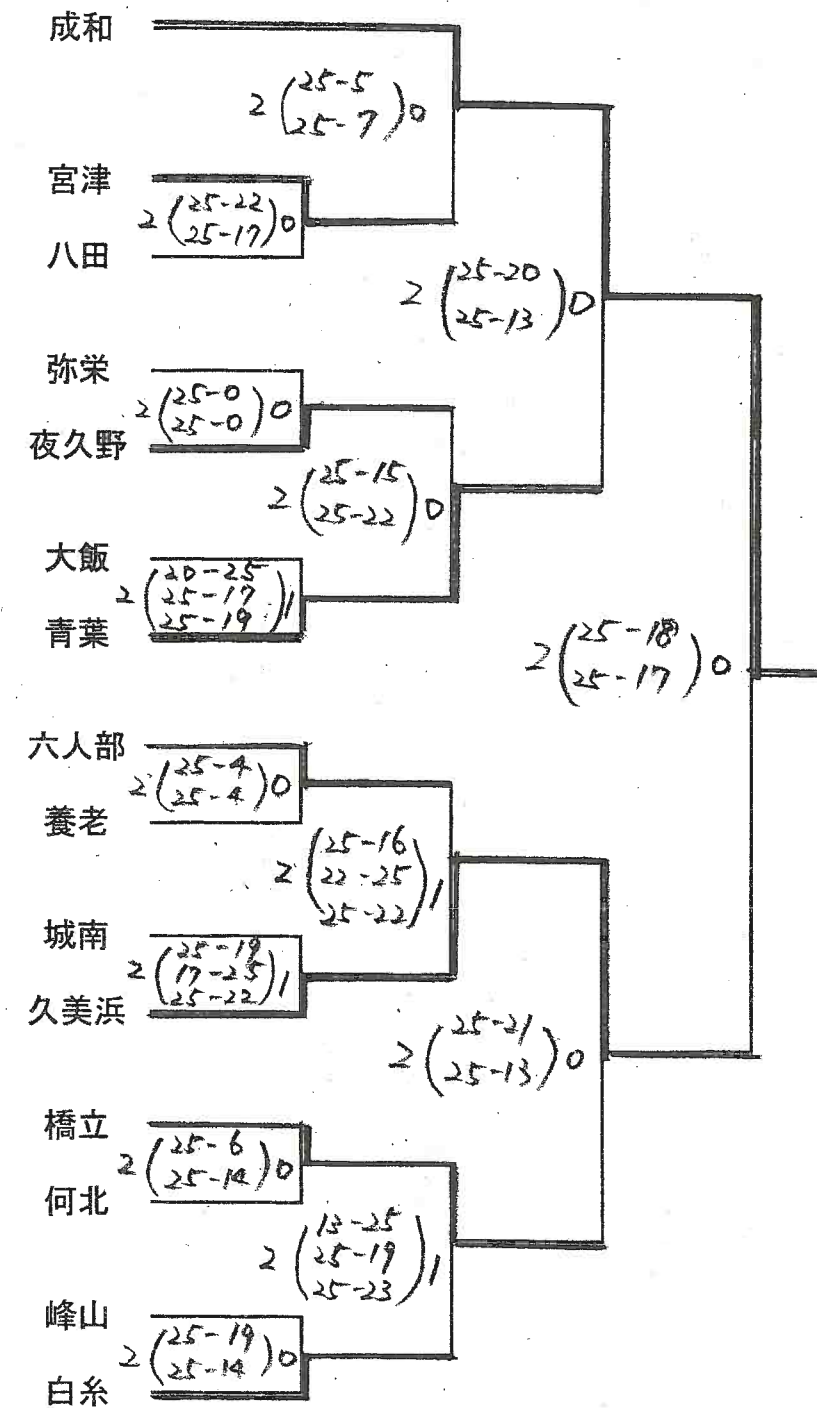 成和
2 (25-5 25-7) 0
宮津
2 (25-22 25-17) 0
八田
2 (25-20 25-13) 0
弥栄
2 (25-0 25-0) 0
夜久野
2 (25-15 25-22) 0
大飯
2 (20-25 25-17 25-19) 1
青葉
2 (25-18 25-17) 0
六人部
2 (25-4 25-4) 0
養老
2 (25-16 22-25 25-22) 1
城南
2 (25-19 17-25 25-22) 1
久美浜
2 (25-21 25-13) 0
橋立
2 (25-6 25-14) 0
何北
2 (13-25 25-19 25-23) 1
峰山
2 (25-19 25-14) 0
白糸